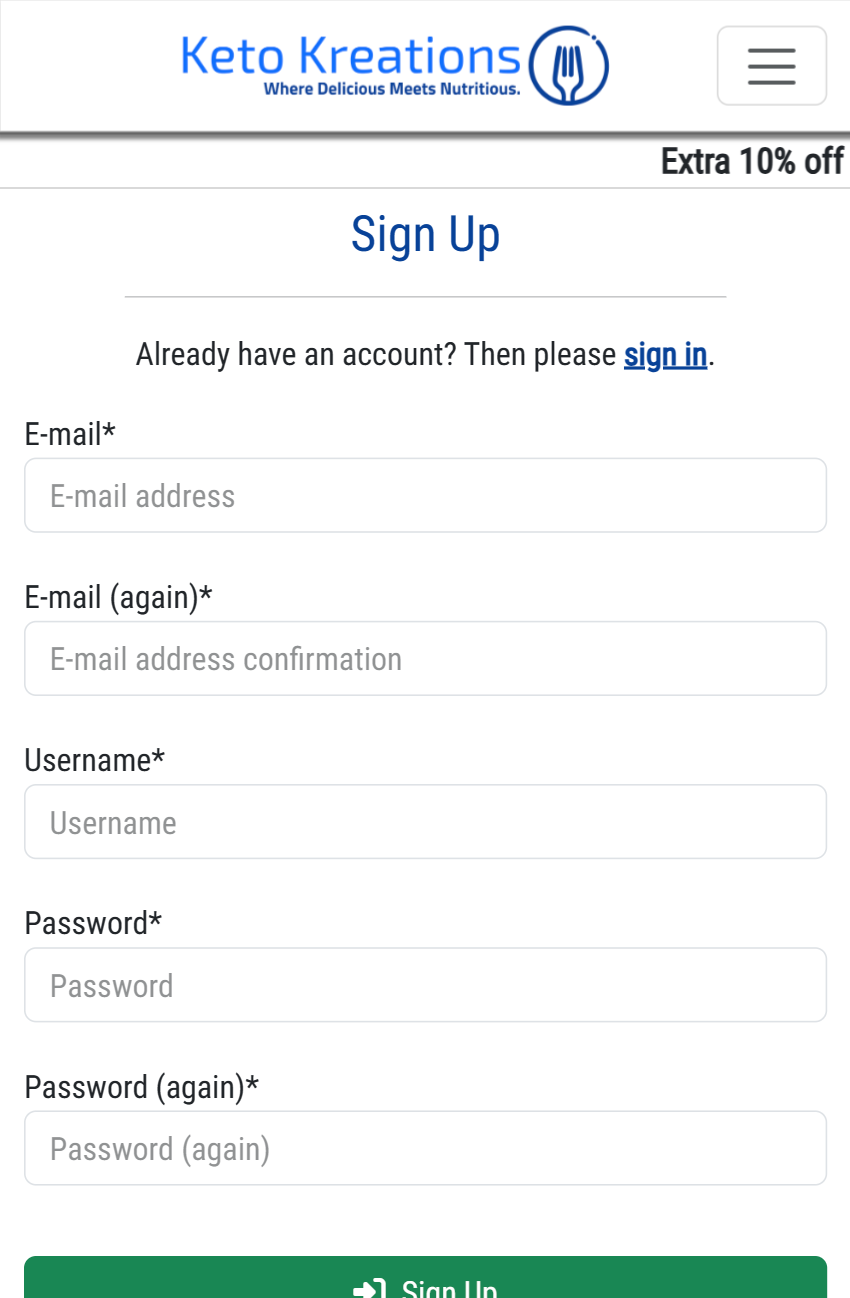 Keto Kreations
Where Delicious Meets Nutritious.
Extra 10% off
Sign Up
Already have an account? Then please sign in.
E-mail*
E-mail address
E-mail (again)*
E-mail address confirmation
Username*
Username
Password*
Password
Password (again)*
Password (again)
Sign Up